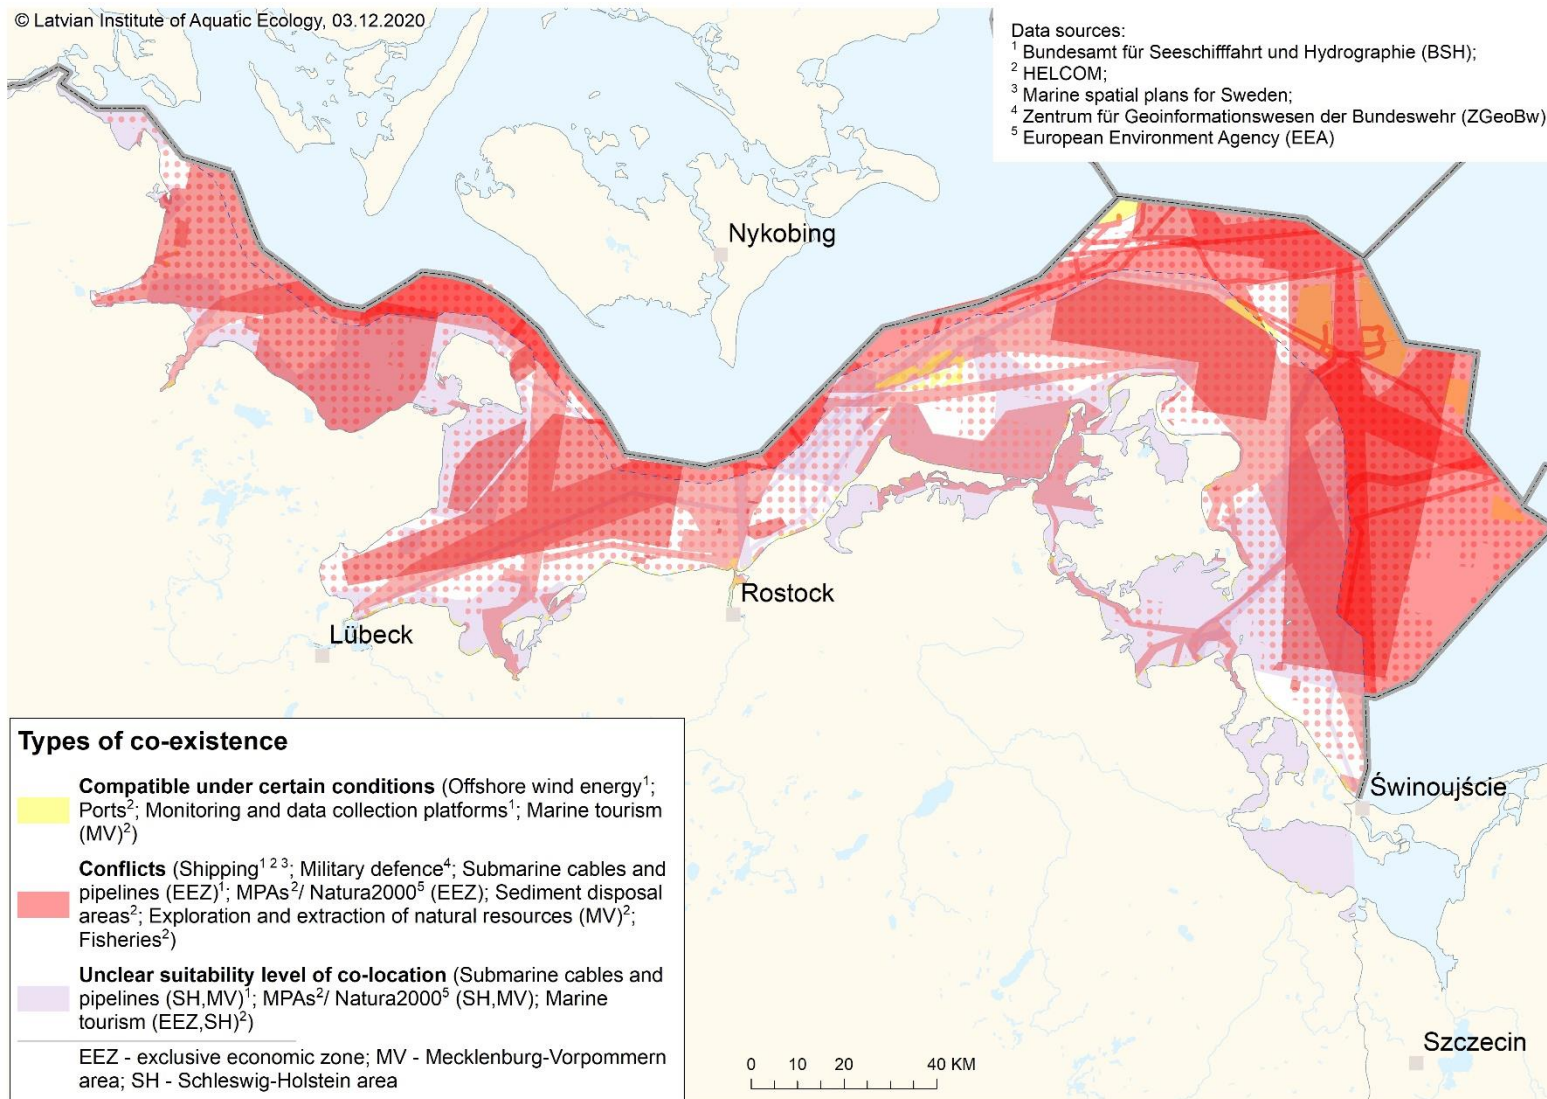 © Latvian Institute of Aquatic Ecology, 03.12.2020
Data sources:
¹ Bundesamt für Seeschifffahrt und Hydrographie (BSH);
² HELCOM;
³ Marine spatial plans for Sweden;
⁴ Zentrum für Geoinformationswesen der Bundeswehr (ZGeoBw)
⁵ European Environment Agency (EEA)
Nykobing
Rostock
Lübeck
Świnoujście
Szczecin
Types of co-existence
Compatible under certain conditions (Offshore wind energy¹;
Ports²; Monitoring and data collection platforms¹; Marine tourism
(MV)²)
Conflicts (Shipping¹ ² ³; Military defence⁴; Submarine cables and
pipelines (EEZ)¹; MPAs²/ Natura2000⁵ (EEZ); Sediment disposal
areas²; Exploration and extraction of natural resources (MV)²;
Fisheries²)
Unclear suitability level of co-location (Submarine cables and
pipelines (SH,MV)¹; MPAs²/ Natura2000⁵ (SH,MV); Marine
tourism (EEZ,SH)²)
EEZ - exclusive economic zone; MV - Mecklenburg-Vorpommern
area; SH - Schleswig-Holstein area
0 10 20 40 KM